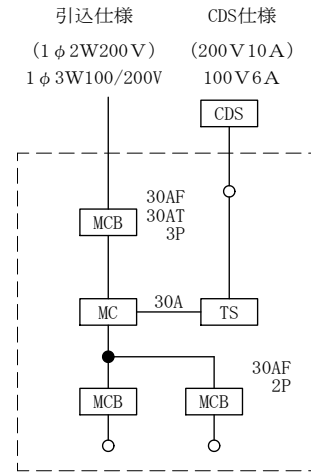 引込仕様
CDS仕様
(1φ2W200V)
(200V10A)
1φ3W100/200V
100V6A
CDS
30AF
30AT
3P
MCB
MC
30A
TS
30AF
2P
MCB
MCB